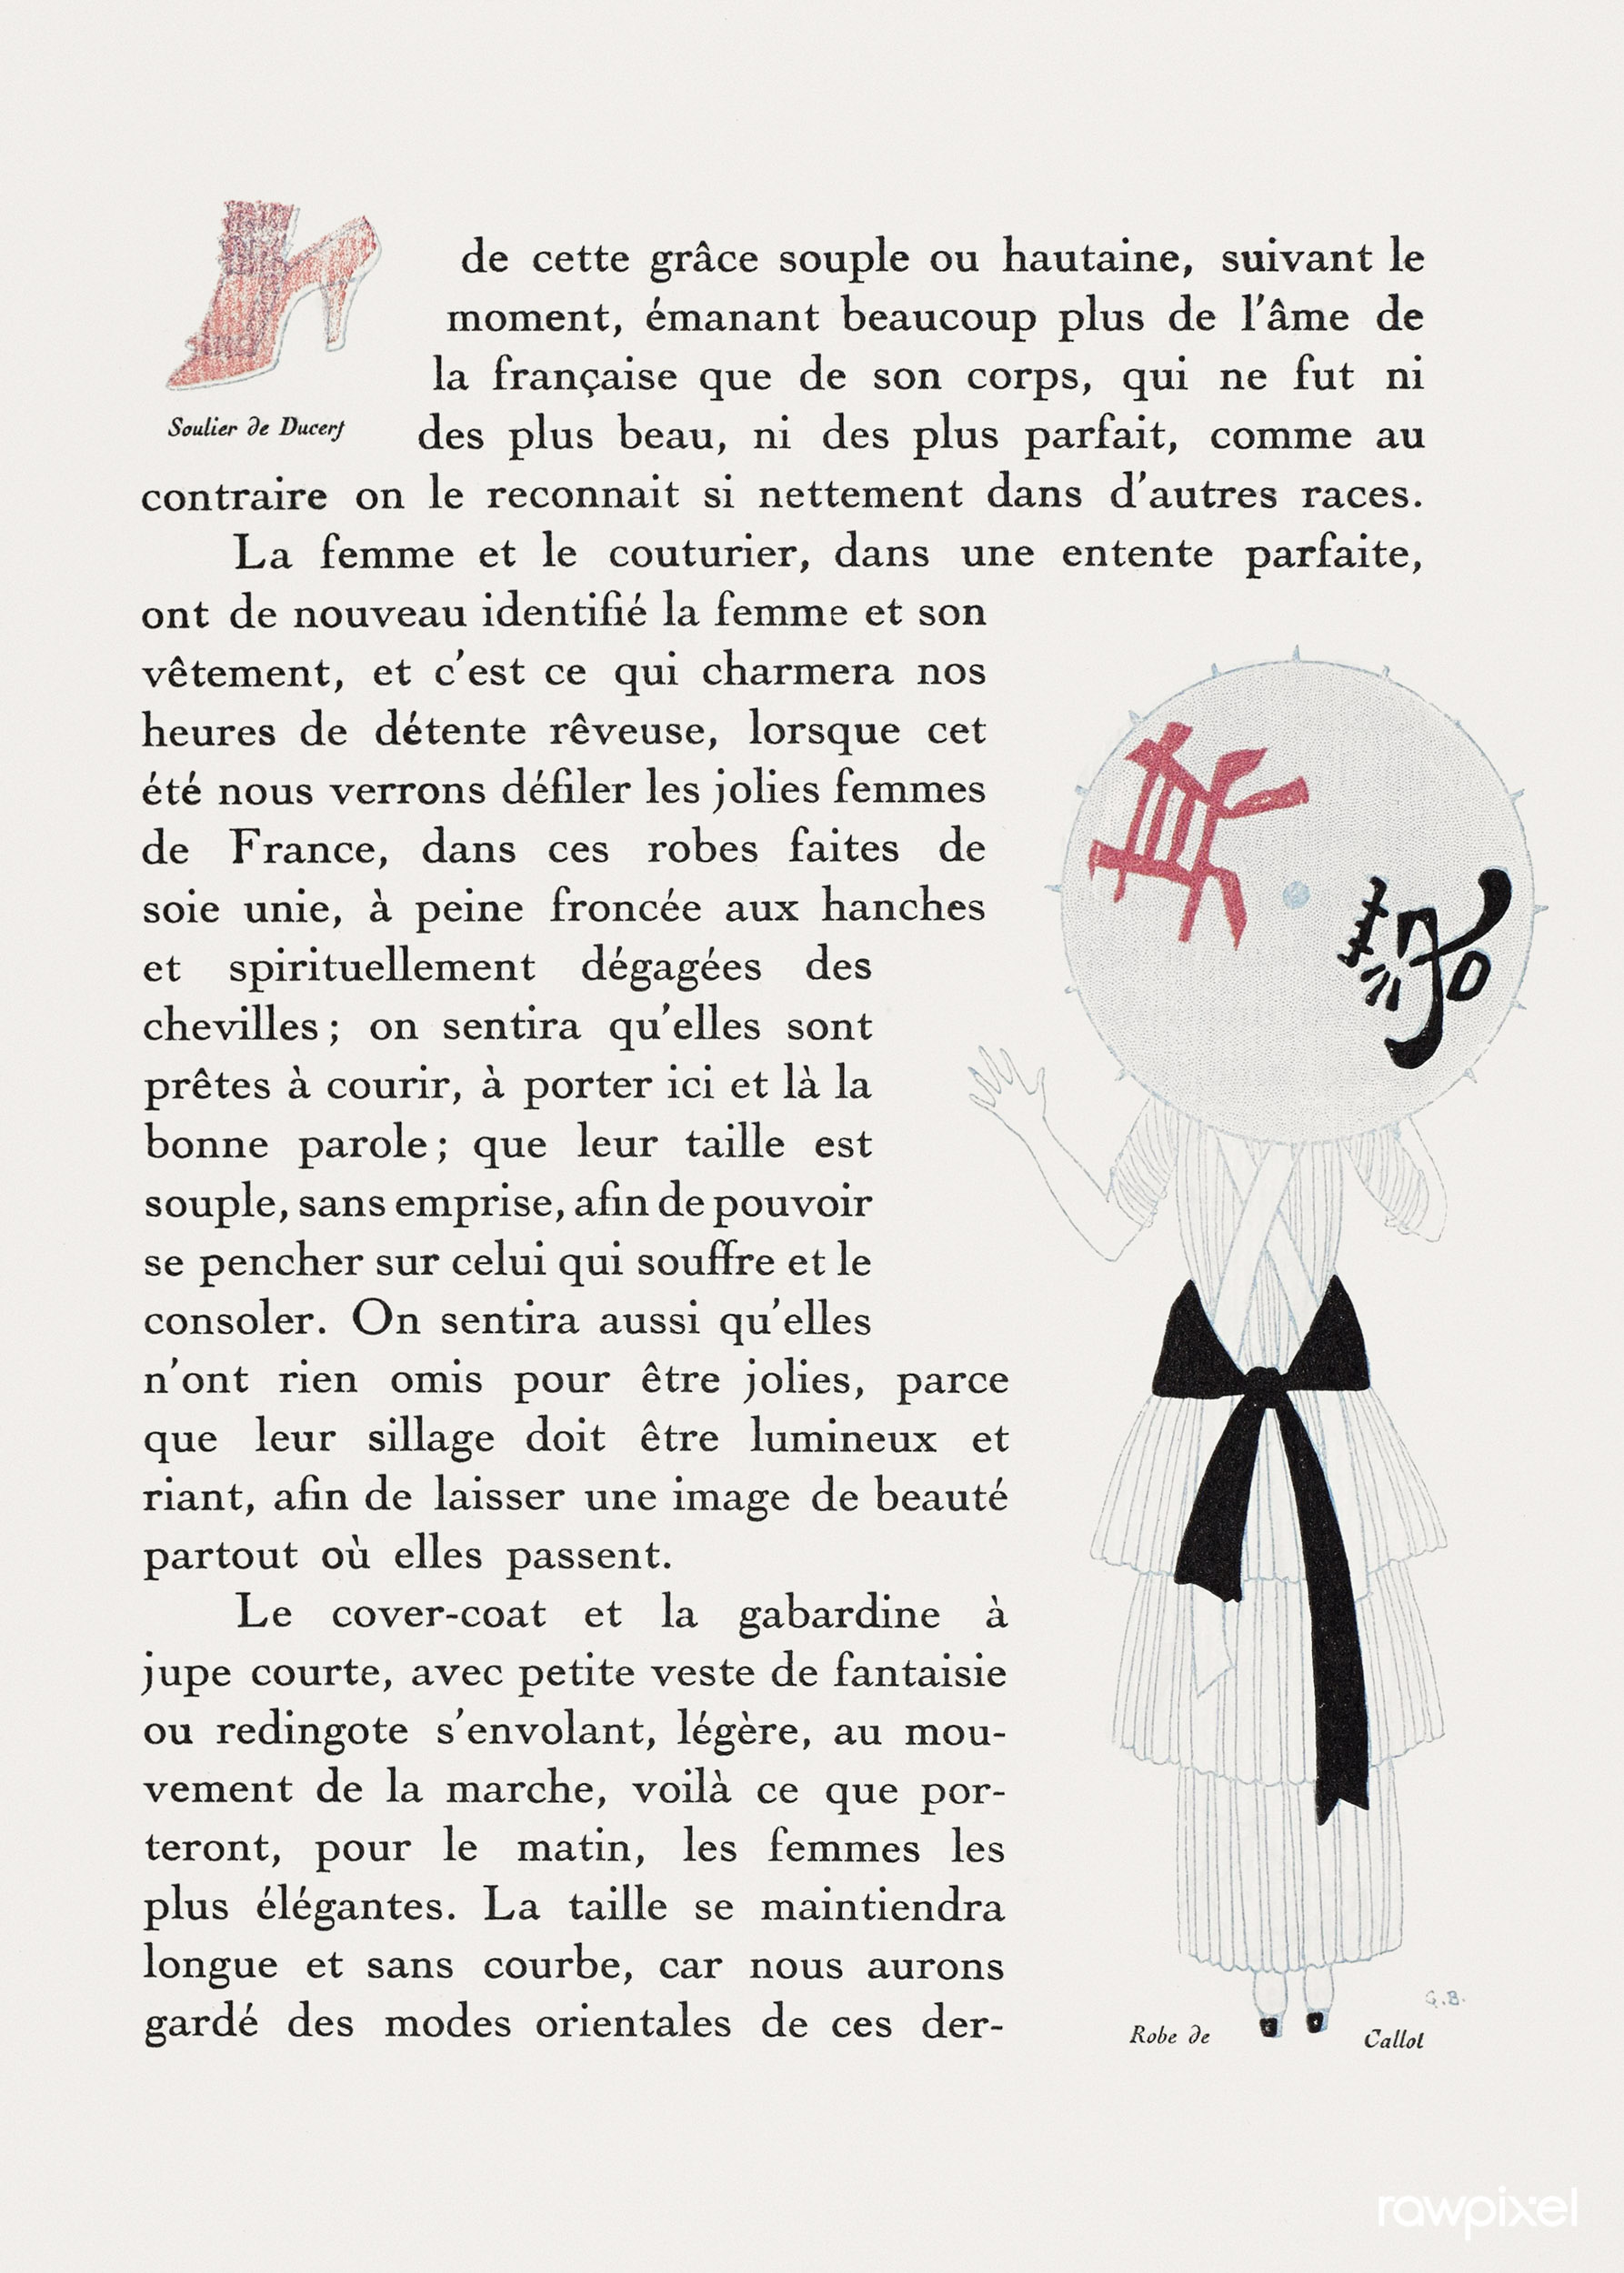 de cette grâce souple ou hautaine, suivant le
moment, émanant beaucoup plus de l'âme de
la française que de son corps, qui ne fut ni
des plus beau, ni des plus parfait, comme au
Soulier de Ducerf
contraire on le reconnait si nettement dans d'autres races.
La femme et le couturier, dans une entente parfaite,
ont de nouveau identifié la femme et son
vêtement, et c'est ce qui charmera nos
heures de détente rêveuse, lorsque cet
été nous verrons défiler les jolies femmes
de France, dans ces robes faites de
soie unie, à peine froncée aux hanches
et spirituellement dégagées des
chevilles ; on sentira qu'elles sont
prêtes à courir, à porter ici et là la
bonne parole ; que leur taille est
souple, sans emprise, afin de pouvoir
se pencher sur celui qui souffre et le
consoler. On sentira aussi qu'elles
n'ont rien omis pour être jolies, parce
que leur sillage doit être lumineux et
riant, afin de laisser une image de beauté
partout où elles passent.
Le cover-coat et la gabardine à
jupe courte, avec petite veste de fantaisie
ou redingote s'envolant, légère, au mou-
vement de la marche, voilà ce que por-
teront, pour le matin, les femmes les
plus élégantes. La taille se maintiendra
longue et sans courbe, car nous aurons
gardé des modes orientales de ces der-
G.B.
Robe de Callot
rawpixel